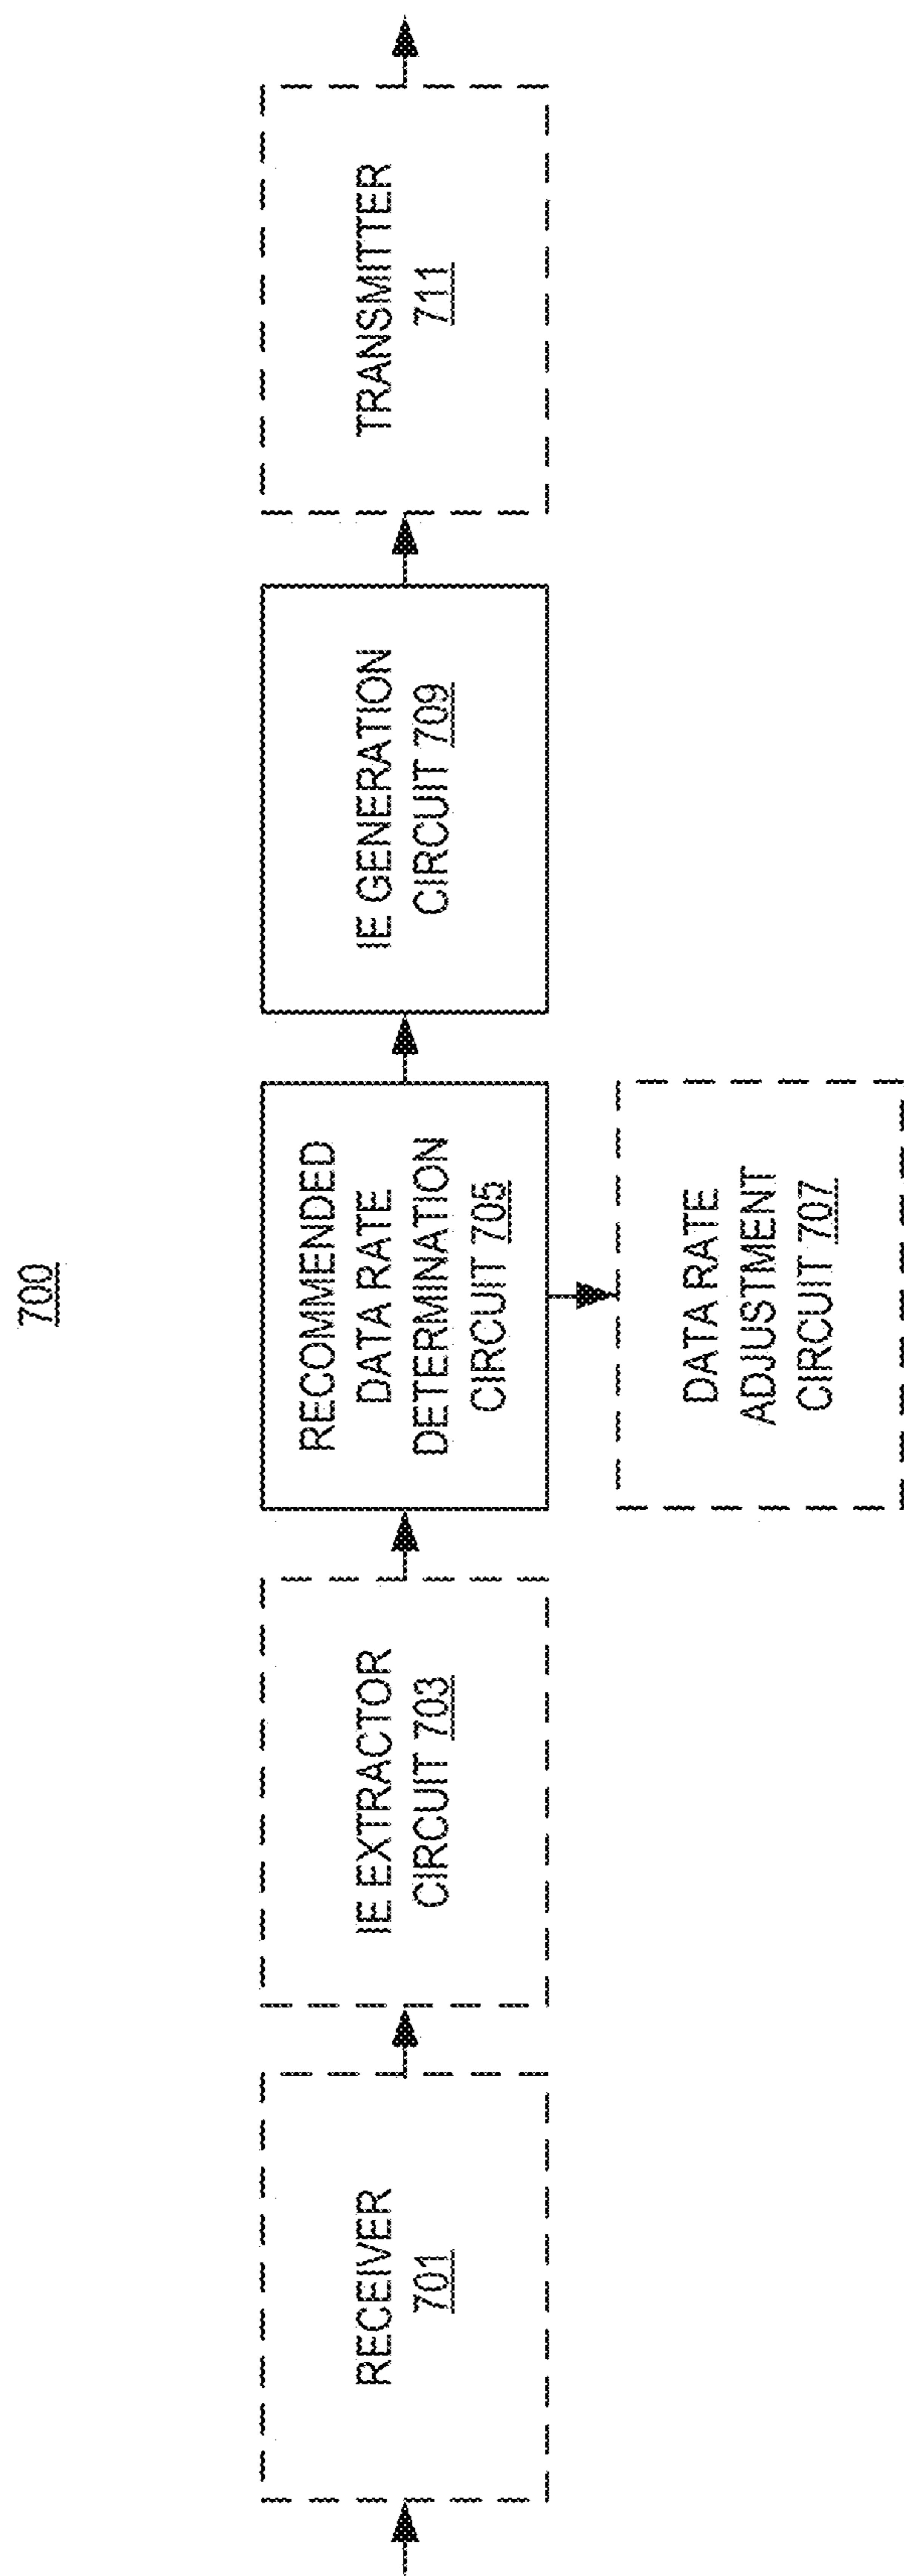 700
RECEIVER
701
IE EXTRACTOR
CIRCUIT 703
RECOMMENDED
DATA RATE
DETERMINATION
CIRCUIT 705
DATA RATE
ADJUSTMENT
CIRCUIT 707
IE GENERATION
CIRCUIT 709
TRANSMITTER
711